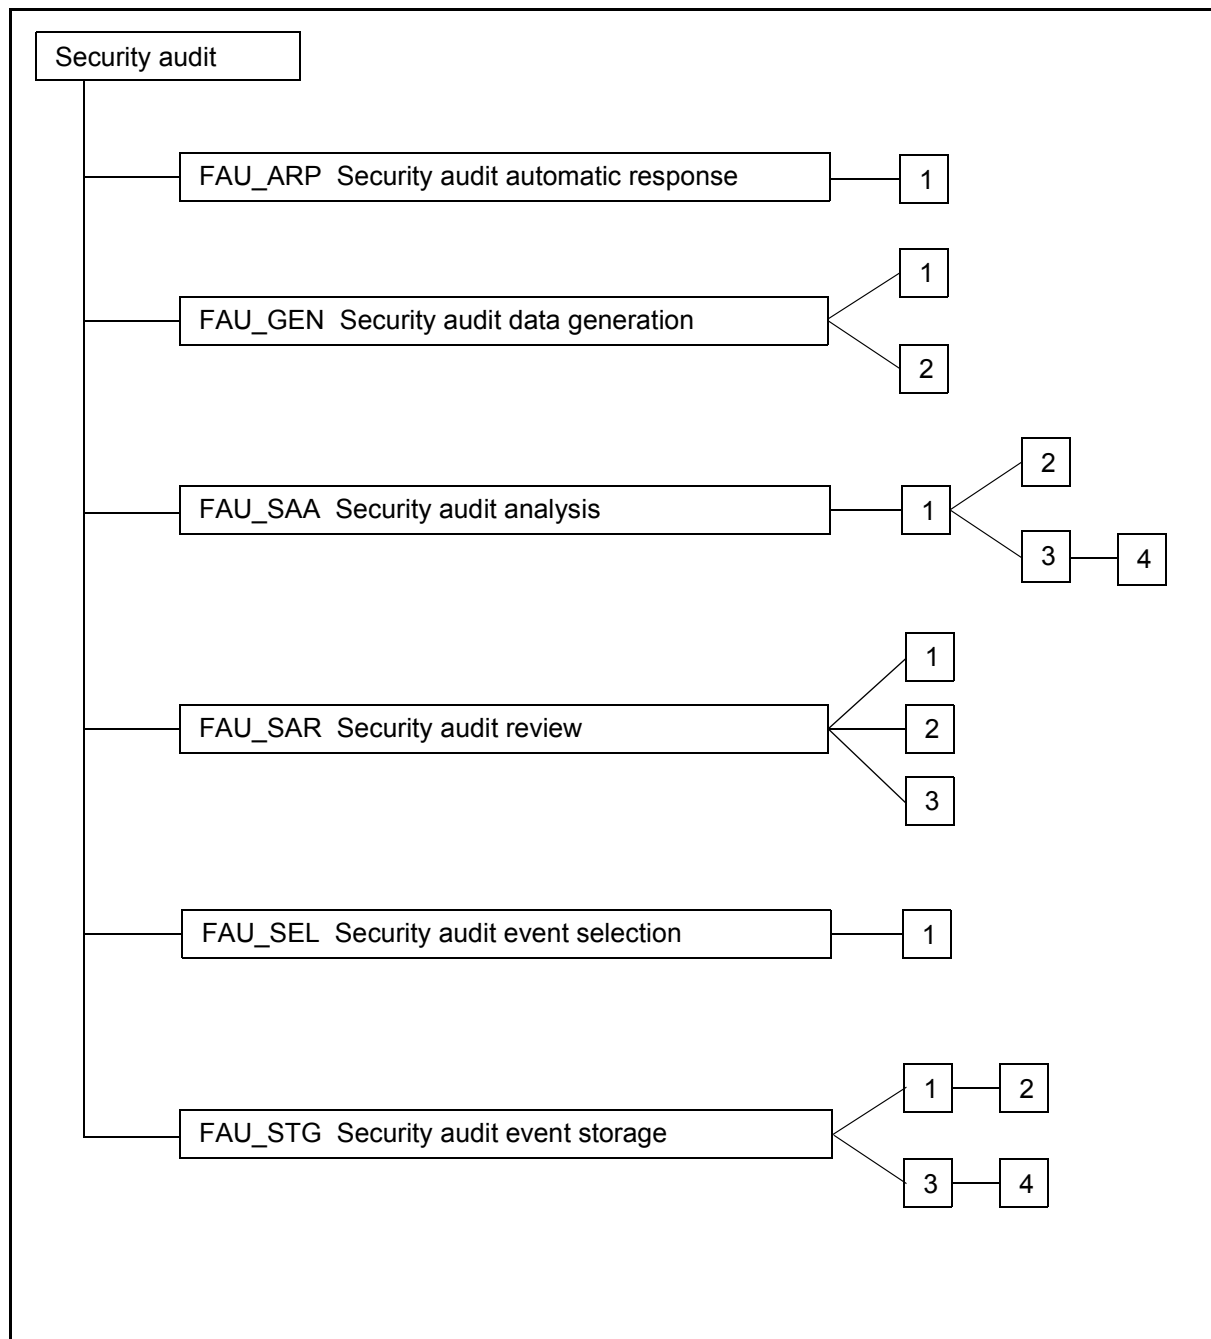 Security audit
FAU_ARP Security audit automatic response 1
1
FAU_GEN Security audit data generation
2
2
FAU_SAA Security audit analysis 1
3 4
1
FAU_SAR Security audit review 2
3
FAU_SEL Security audit event selection 1
1 2
FAU_STG Security audit event storage
3 4